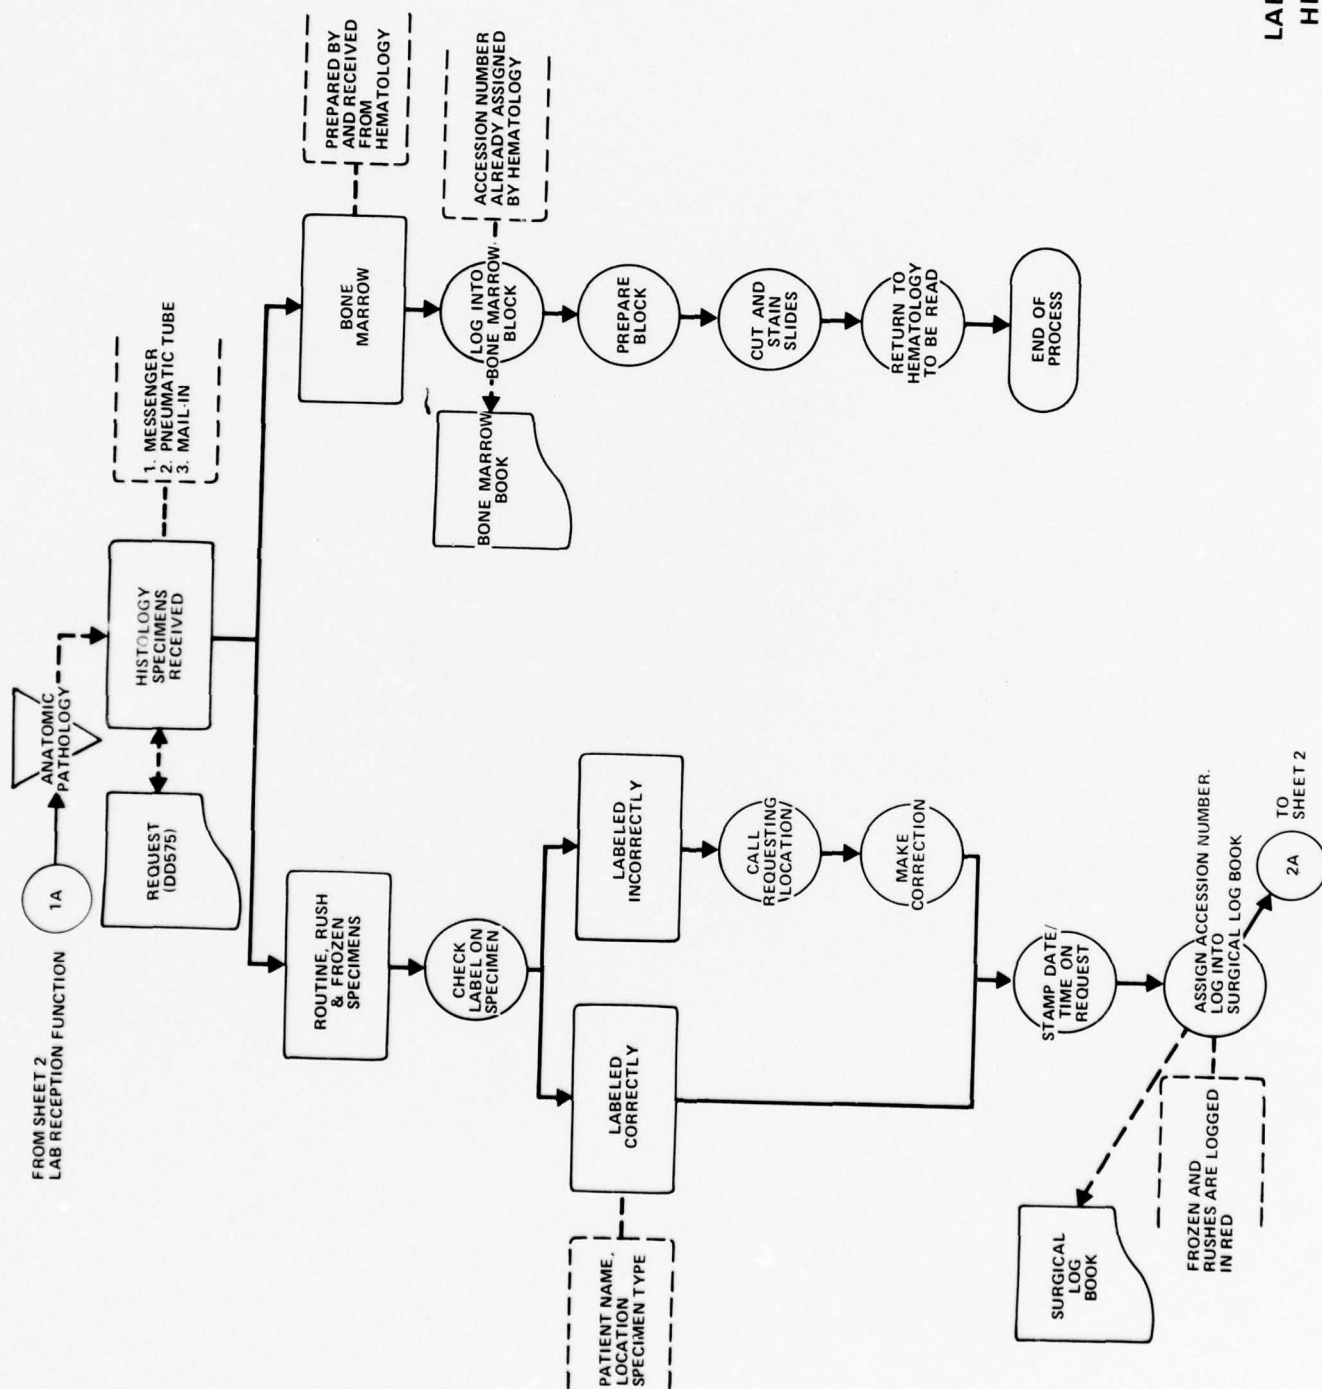 FROM SHEET 2
LAB RECEPTION FUNCTION
1A
ANATOMIC
PATHOLOGY
REQUEST
(DD575)
HISTOLOGY
SPECIMENS
RECEIVED
1. MESSENGER
2. PNEUMATIC TUBE
3. MAIL-IN
ROUTINE, RUSH
& FROZEN
SPECIMENS
CHECK
LABEL ON
SPECIMEN
PATIENT NAME,
LOCATION
SPECIMEN TYPE
LABELED
CORRECTLY
LABELED
INCORRECTLY
CALL
REQUESTING
LOCATION
MAKE
CORRECTION
STAMP DATE/
TIME ON
REQUEST
ASSIGN ACCESSION NUMBER.
LOG INTO
SURGICAL LOG BOOK
SURGICAL
LOG
BOOK
FROZEN AND
RUSHES ARE LOGGED
IN RED
2A
TO
SHEET 2
BONE
MARROW
PREPARED BY
AND RECEIVED
FROM
HEMATOLOGY
LOG INTO
BONE MARROW
BLOCK
ACCESSION NUMBER
ALREADY ASSIGNED
BY HEMATOLOGY
BONE MARROW
BONE MARROW
BOOK
PREPARE
BLOCK
CUT AND
STAIN
SLIDES
RETURN TO
HEMATOLOGY
TO BE READ
END OF
PROCESS